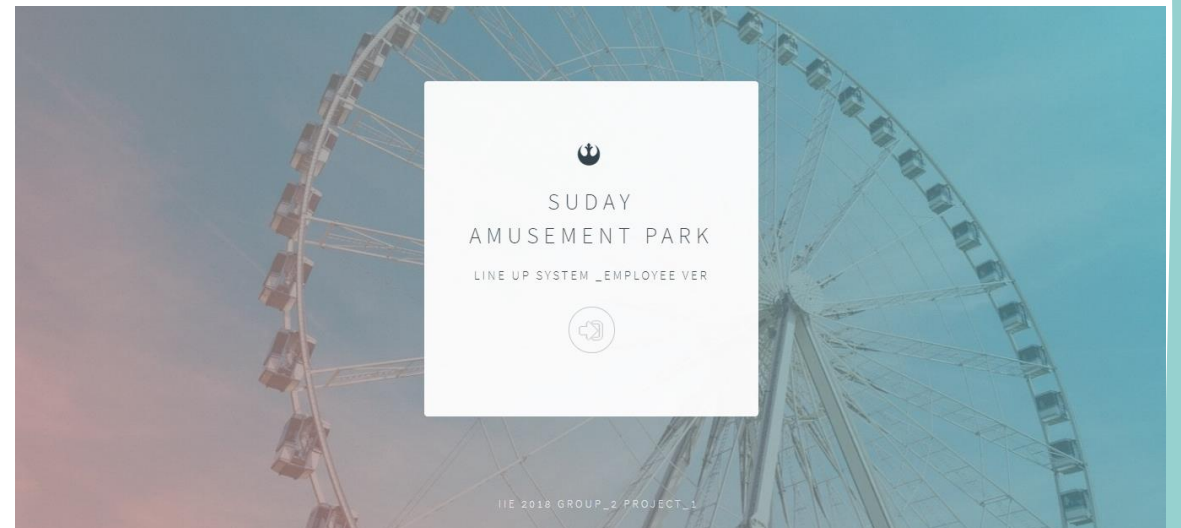 SUDAY
AMUSEMENT PARK
LINE UP SYSTEM _EMPLOYEE VER
IIE 2018 GROUP_2 PROJECT_1